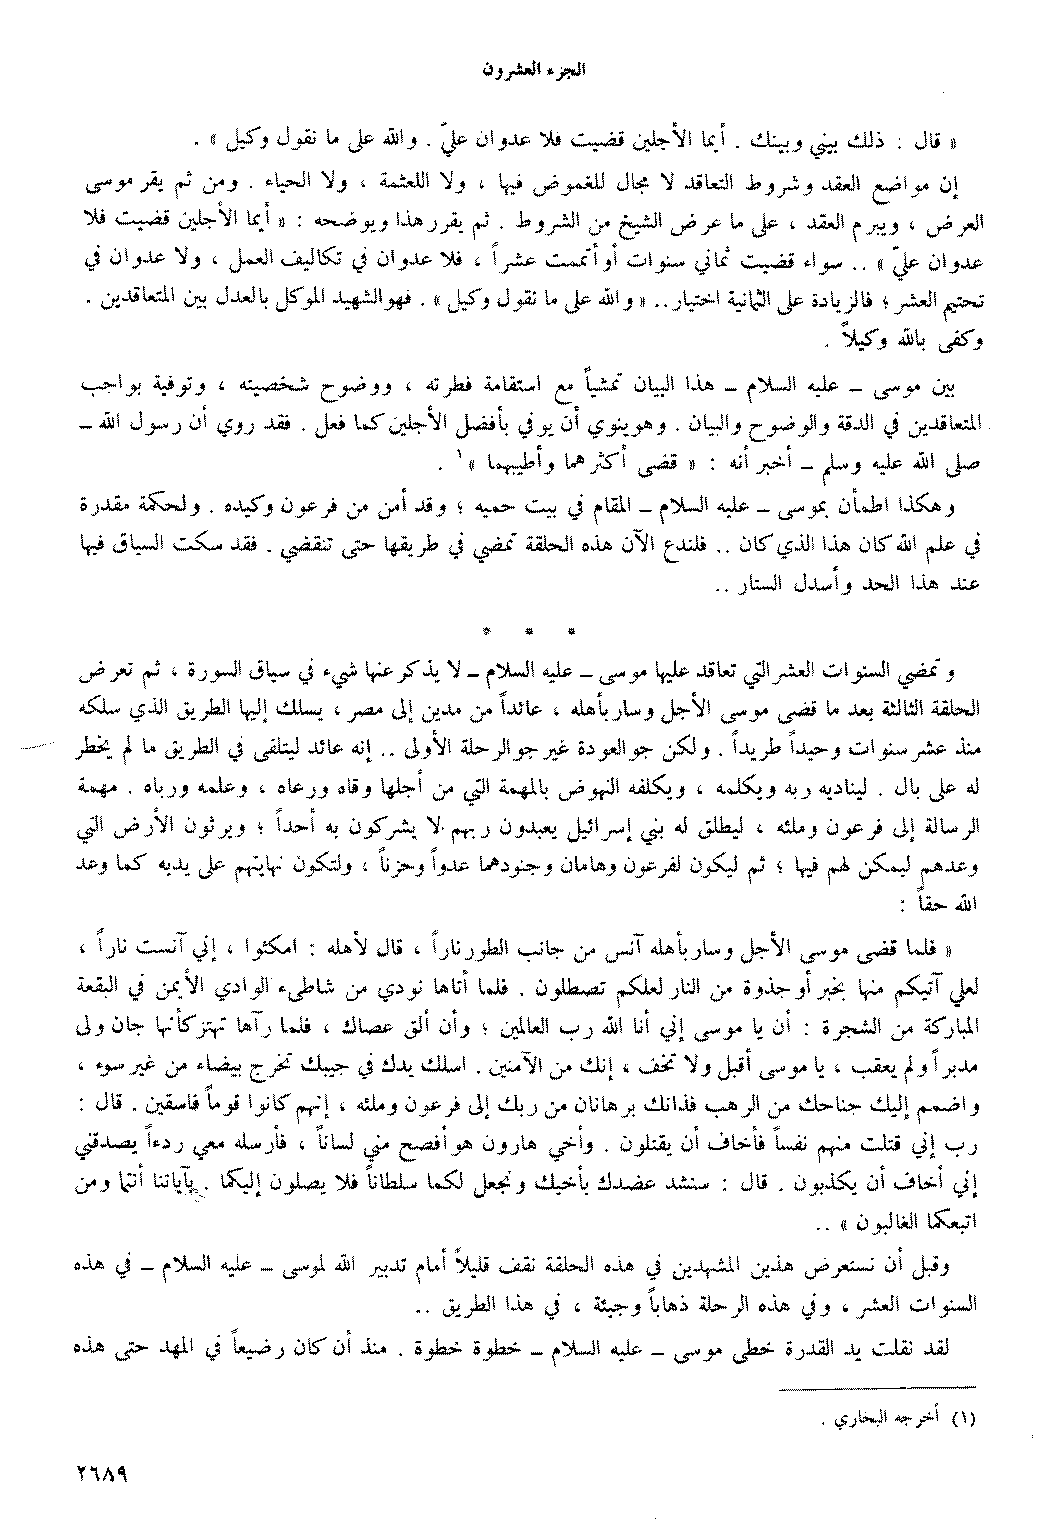 الجزء العشرون
« قال : ذلك بيني وبينك . أيما الأجلين قضيت فلا عدوان عليّ . والله على ما نقول وكيل » .
إن مواضع العقد وشروط التعاقد لا مجال للغموض فيها ، ولا اللعثمة ، ولا الحياء . ومن ثم يقر موسى
العرض ، ويبرم العقد ، على ما عرض الشيخ من الشروط . ثم يقرر هذا ويوضحه : « أيما الأجلين قضيت فلا
عدوان عليّ » .. سواء قضيت ثماني سنوات أو أتممت عشراً ، فلا عدوان في تكاليف العمل ، ولا عدوان في
تحتيم العشر ؛ فالزيادة على الثمانية اختيار .. « والله على ما نقول وكيل » . فهو الشهيد الموكل بالعدل بين المتعاقدين .
وكفى بالله وكيلاً .
بين موسى – عليه السلام – هذا البيان تمشياً مع استقامة فطرته ، ووضوح شخصيته ، وتوفية بواجب
المتعاقدين في الدقة والوضوح والبيان . وهو ينوي أن يوفي بأفضل الأجلين كما فعل . فقد روي أن رسول الله –
صلى الله عليه وسلم – أخبر أنه : « قضى أكثرهما وأطيبهما » ١ .
وهكذا اطمأن بموسى – عليه السلام – المقام في بيت حميه ؛ وقد أمن من فرعون وكيده . ولحكمة مقدرة
في علم الله كان هذا الذي كان .. فلندع الآن هذه الحلقة تمضي في طريقها حتى تنقضي . فقد سكت السياق فيها
عند هذا الحد وأسدل الستار ..
* * *
وتمضي السنوات العشر التي تعاقد عليها موسى – عليه السلام – لا يذكر عنها شيء في سياق السورة ، ثم تعرض
الحلقة الثالثة بعد ما قضى موسى الأجل وسار بأهله ، عائداً من مدين إلى مصر ، يسلك إليها الطريق الذي سلكه
منذ عشر سنوات وحيداً طريداً . ولكن جو العودة غير جو الرحلة الأولى .. إنه عائد ليتلقى في الطريق ما لم يخطر
له على بال . ليناديه ربه ويكلمه ، ويكلفه النهوض بالمهمة التي من أجلها وقاه ورعاه ، وعلمه ورباه . مهمة
الرسالة إلى فرعون وملئه ، ليطلق له بني إسرائيل يعبدون ربهم لا يشركون به أحداً ؛ ويرثون الأرض التي
وعدهم ليمكن لهم فيها ؛ ثم ليكون لفرعون وهامان وجنودهما عدواً وحزناً ، ولتكون نهايتهم على يديه كما وعد
الله حقاً :
« فلما قضى موسى الأجل وسار بأهله آنس من جانب الطور ناراً ، قال لأهله : امكثوا ، إني آنست ناراً ،
لعلي آتيكم منها بخبر أو جذوة من النار لعلكم تصطلون . فلما أتاها نودي من شاطىء الوادي الأيمن في البقعة
المباركة من الشجرة : أن يا موسى إني أنا الله رب العالمين ؛ وأن ألق عصاك ، فلما رآها تهتز كأنها جان ولى
مدبراً ولم يعقب ، يا موسى أقبل ولا تخف ، إنك من الآمنين . اسلك يدك في جيبك تخرج بيضاء من غير سوء ،
واضمم إليك جناحك من الرهب فذانك برهانان من ربك إلى فرعون وملئه ، إنهم كانوا قوماً فاسقين . قال :
رب إني قتلت منهم نفساً فأخاف أن يقتلون . وأخي هارون هو أفصح مني لساناً ، فأرسله معي ردءاً يصدقني
إني أخاف أن يكذبون . قال : سنشد عضدك بأخيك ونجعل لكما سلطاناً فلا يصلون إليكما . بآياتنا أنتما ومن
اتبعكما الغالبون » ..
وقبل أن نستعرض هذين المشهدين في هذه الحلقة نقف قليلاً أمام تدبير الله لموسى – عليه السلام – في هذه
السنوات العشر ، وفي هذه الرحلة ذهاباً وجيئة ، في هذا الطريق ..
لقد نقلت يد القدرة خطى موسى – عليه السلام – خطوة خطوة . منذ أن كان رضيعاً في المهد حتى هذه
(١) أخرجه البخاري .
٢٦٨٩